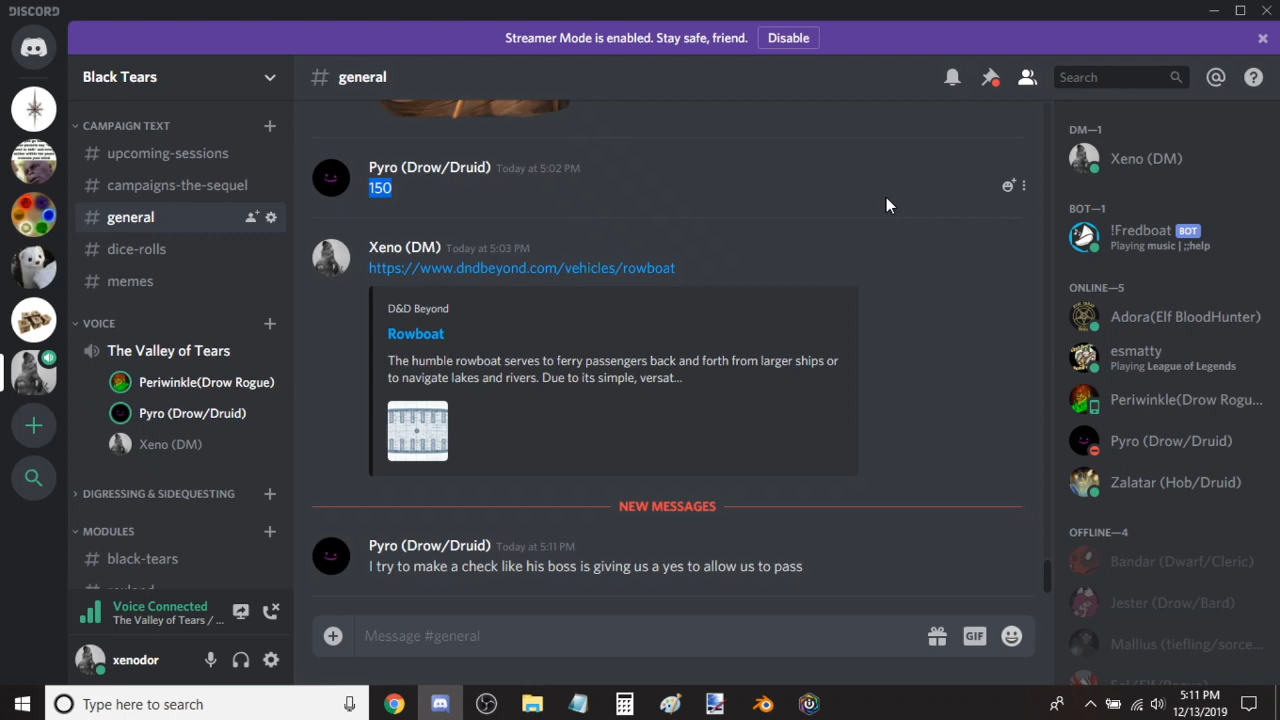 DISCORD
Streamer Mode is enabled. Stay safe, friend.
Disable
Black Tears
general
Search
CAMPAIGN TEXT
upcoming-sessions
campaigns-the-sequel
general
dice-rolls
memes
VOICE
The Valley of Tears
Periwinkle(Drow Rogue)
Pyro (Drow/Druid)
Xeno (DM)
DIGRESSING & SIDEQUESTING
MODULES
black-tears
Voice Connected
The Valley of Tears / ...
xenodor
Pyro (Drow/Druid) Today at 5:02 PM
150
Xeno (DM) Today at 5:03 PM
https://www.dndbeyond.com/vehicles/rowboat
D&D Beyond
Rowboat
The humble rowboat serves to ferry passengers back and forth from larger ships or
to navigate lakes and rivers. Due to its simple, versat...
NEW MESSAGES
Pyro (Drow/Druid) Today at 5:11 PM
I try to make a check like his boss is giving us a yes to allow us to pass
Message #general
GIF
DM—1
Xeno (DM)
BOT—1
!Fredboat BOT
Playing music | ;;help
ONLINE—5
Adora(Elf BloodHunter)
esmatty
Playing League of Legends
Periwinkle(Drow Rogu...
Pyro (Drow/Druid)
Zalatar (Hob/Druid)
OFFLINE—4
Bandar (Dwarf/Cleric)
Jester (Drow/Bard)
Mallius (tiefling/sorce...
Type here to search
5:11 PM
12/13/2019